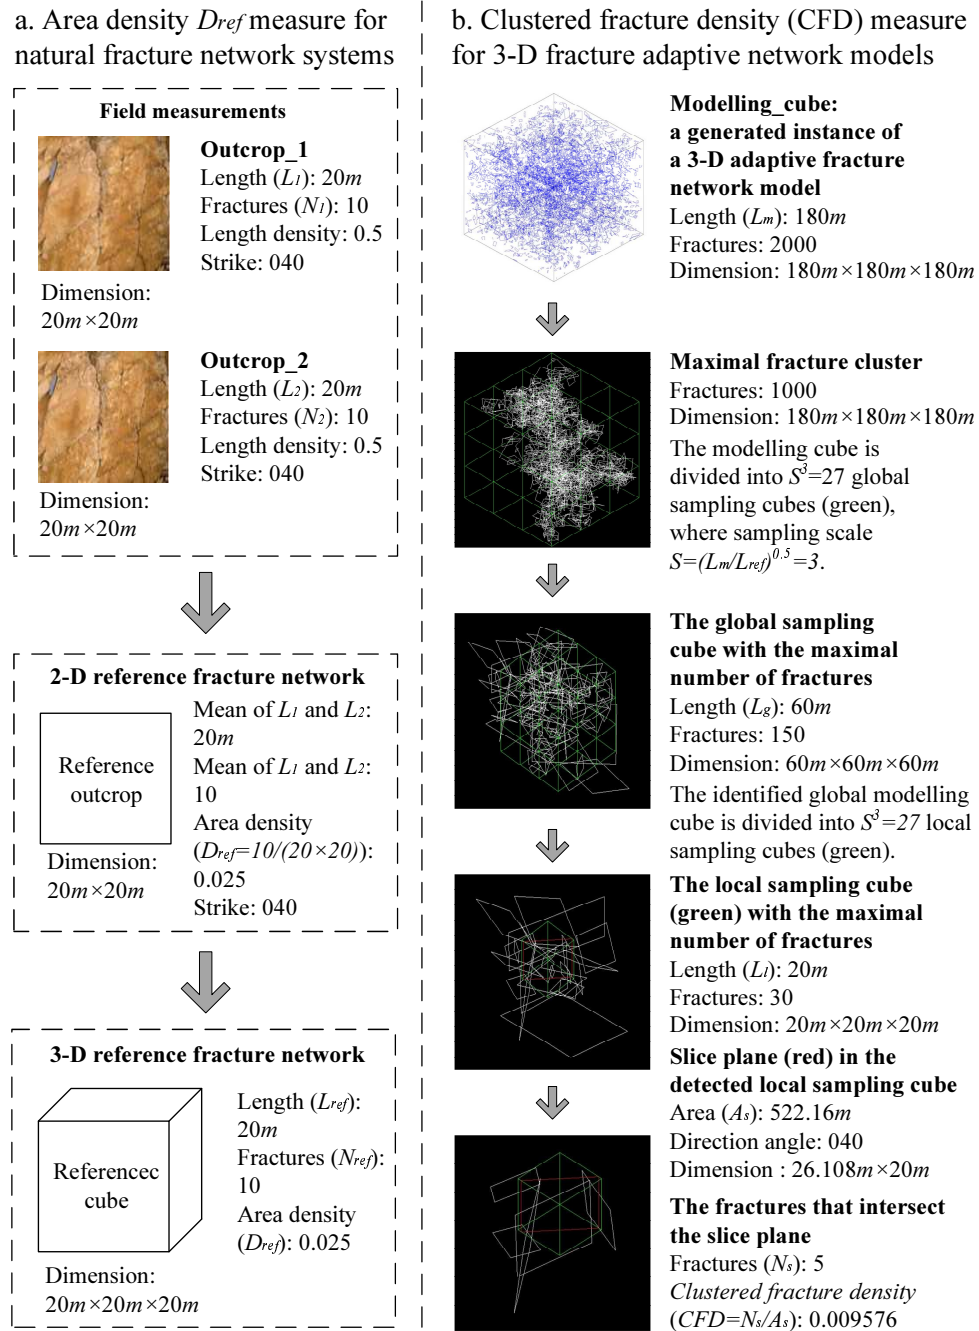 a. Area density Dref measure for
natural fracture network systems
Field measurements
Outcrop_1
Length (L1): 20m
Fractures (N1): 10
Length density: 0.5
Strike: 040
Dimension:
20m×20m
Outcrop_2
Length (L2): 20m
Fractures (N2): 10
Length density: 0.5
Strike: 040
Dimension:
20m×20m
2-D reference fracture network
Reference
outcrop
Dimension:
20m×20m
Mean of L1 and L2:
20m
Mean of L1 and L2:
10
Area density
(Dref=10/(20×20)):
0.025
Strike: 040
3-D reference fracture network
Referencec
cube
Dimension:
20m×20m×20m
Length (Lref):
20m
Fractures (Nref):
10
Area density
(Dref): 0.025
b. Clustered fracture density (CFD) measure
for 3-D fracture adaptive network models
Modelling_cube:
a generated instance of
a 3-D adaptive fracture
network model
Length (Lm): 180m
Fractures: 2000
Dimension: 180m×180m×180m
Maximal fracture cluster
Fractures: 1000
Dimension: 180m×180m×180m
The modelling cube is
divided into S^3=27 global
sampling cubes (green),
where sampling scale
S=(Lm/Lref)^0.5=3.
The global sampling
cube with the maximal
number of fractures
Length (Lg): 60m
Fractures: 150
Dimension: 60m×60m×60m
The identified global modelling
cube is divided into S^3=27 local
sampling cubes (green).
The local sampling cube
(green) with the maximal
number of fractures
Length (Ll): 20m
Fractures: 30
Dimension: 20m×20m×20m
Slice plane (red) in the
detected local sampling cube
Area (As): 522.16m
Direction angle: 040
Dimension : 26.108m×20m
The fractures that intersect
the slice plane
Fractures (Ns): 5
Clustered fracture density
(CFD=Ns/As): 0.009576